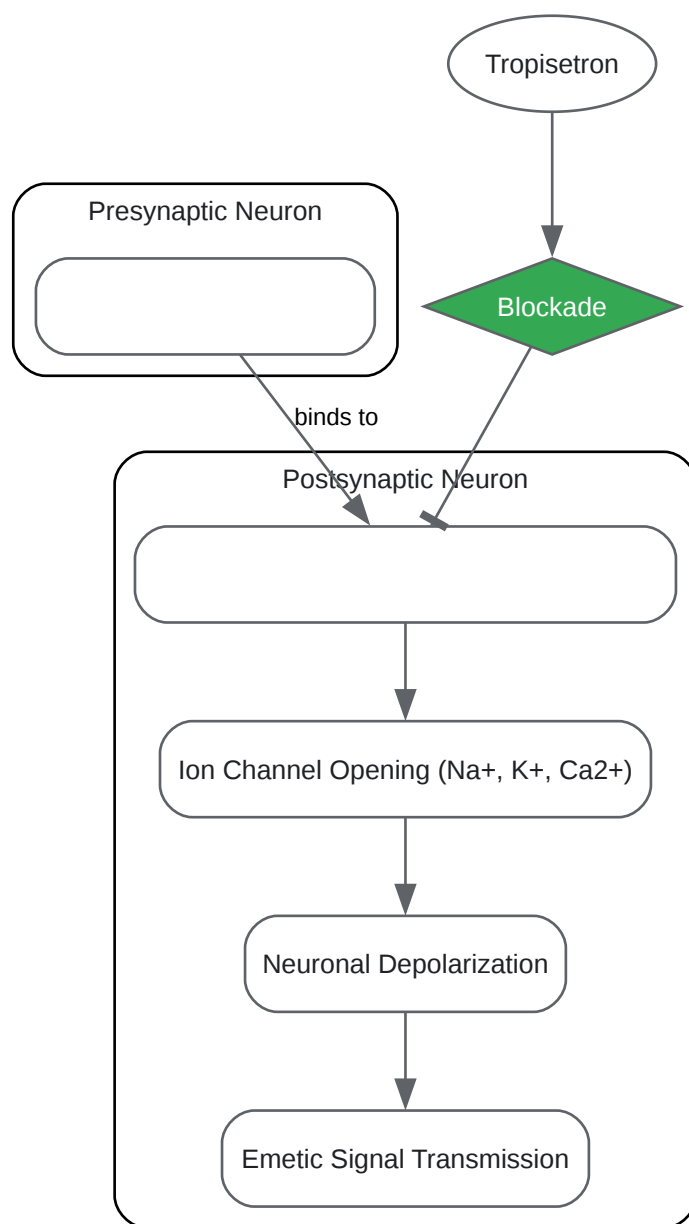 Tropisetron
Presynaptic Neuron
Blockade
binds to
Postsynaptic Neuron
Ion Channel Opening (Na+, K+, Ca2+)
Neuronal Depolarization
Emetic Signal Transmission